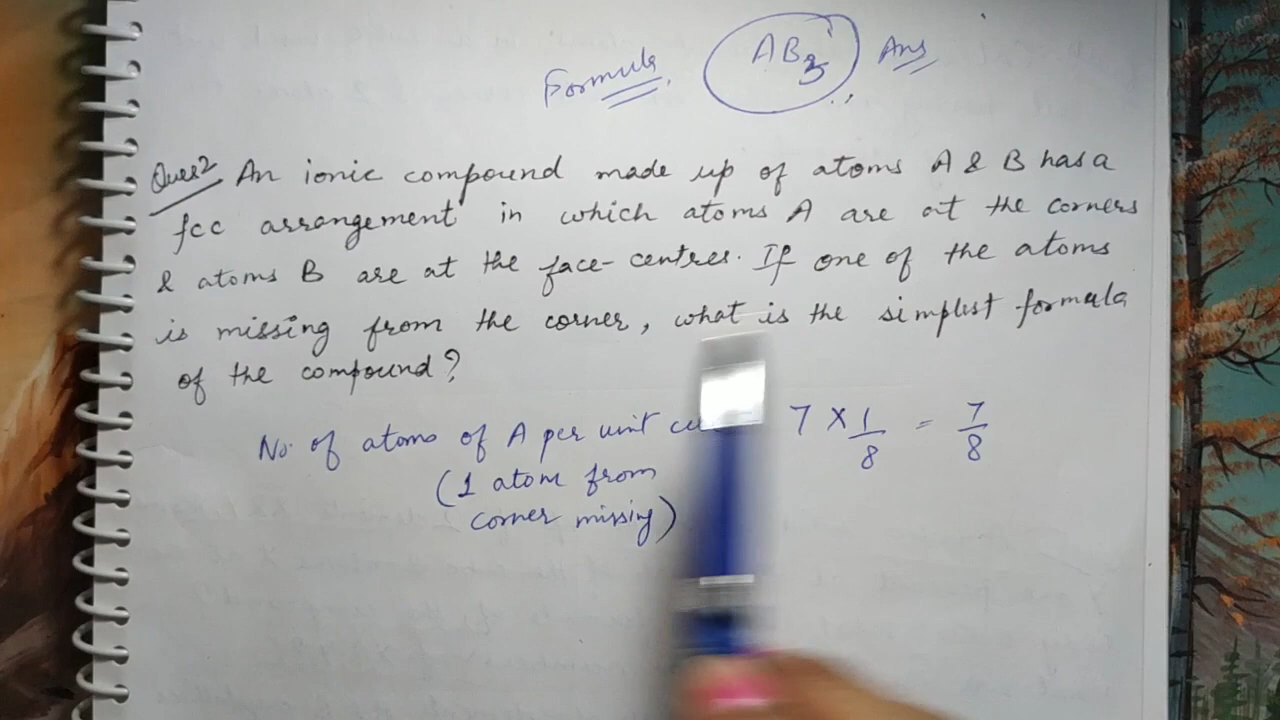 Formula AB3 Ans
Ques2 An ionic compound made up of atoms A & B has a
fcc arrangement in which atoms A are at the corners
& atoms B are at the face-centres. If one of the atoms
is missing from the corner, what is the simplest formula
of the compound?
No. of atoms of A per unit 7 × 1/8 = 7/8
(1 atom from
corner missing)